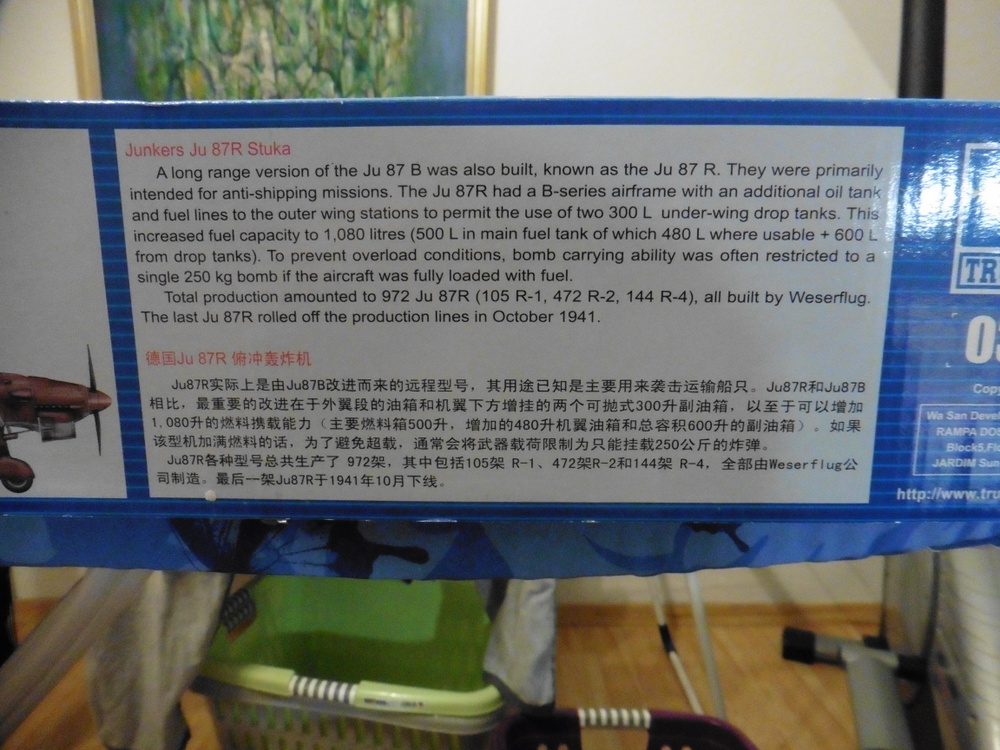 Junkers Ju 87R Stuka
A long range version of the Ju 87 B was also built, known as the Ju 87 R. They were primarily
intended for anti-shipping missions. The Ju 87R had a B-series airframe with an additional oil tank
and fuel lines to the outer wing stations to permit the use of two 300 L under-wing drop tanks. This
increased fuel capacity to 1,080 litres (500 L in main fuel tank of which 480 L where usable + 600 L
from drop tanks). To prevent overload conditions, bomb carrying ability was often restricted to a
single 250 kg bomb if the aircraft was fully loaded with fuel.
Total production amounted to 972 Ju 87R (105 R-1, 472 R-2, 144 R-4), all built by Weserflug.
The last Ju 87R rolled off the production lines in October 1941.
德国Ju 87R 俯冲轰炸机
Ju87R实际上是由Ju87B改进而来的远程型号，其用途已知是主要用来袭击运输船只。Ju87R和Ju87B
相比，最重要的改进在于外翼段的油箱和机翼下方增挂的两个可抛式300升副油箱，以至于可以增加
1,080升的燃料携载能力（主要燃料箱500升，增加的480升机翼油箱和总容积600升的副油箱）。如果
该型机加满燃料的话，为了避免超载，通常会将武器载荷限制为只能挂载250公斤的炸弹。
Ju87R各种型号总共生产了 972架，其中包括105架 R-1、472架R-2和144架 R-4，全部由Weserflug公
司制造。最后一架Ju87R于1941年10月下线。
TR
Wa San Deve
RAMPA DOS
JARDIM Sun
http://www.tru